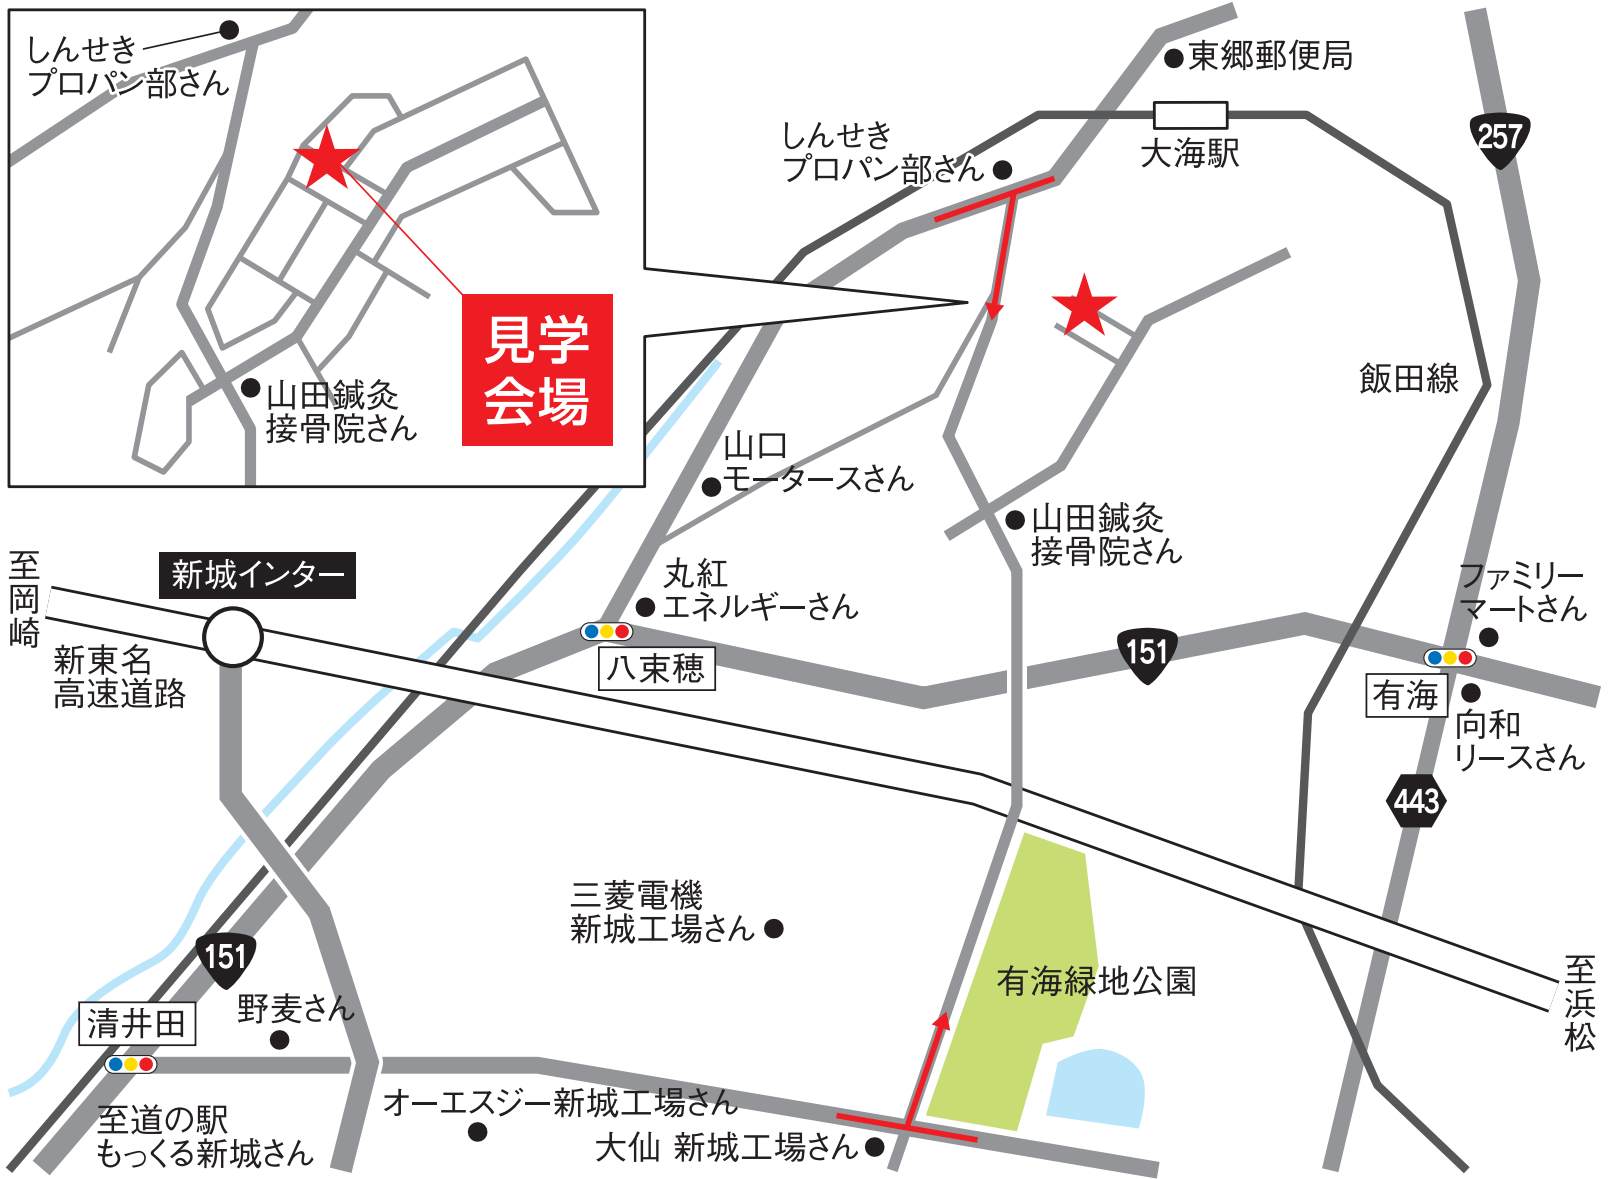 しんせき
プロパン部さん
見学
会場
山田鍼灸
接骨院さん
東郷郵便局
しんせき
プロパン部さん
大海駅
257
飯田線
山口
モータースさん
山田鍼灸
接骨院さん
至岡崎
新城インター
新東名
高速道路
丸紅
エネルギーさん
八束穂
151
ファミリー
マートさん
有海
向和
リースさん
443
三菱電機
新城工場さん
有海緑地公園
至浜松
151
清井田
野麦さん
至道の駅
もっくる新城さん
オーエスジー新城工場さん
大仙 新城工場さん